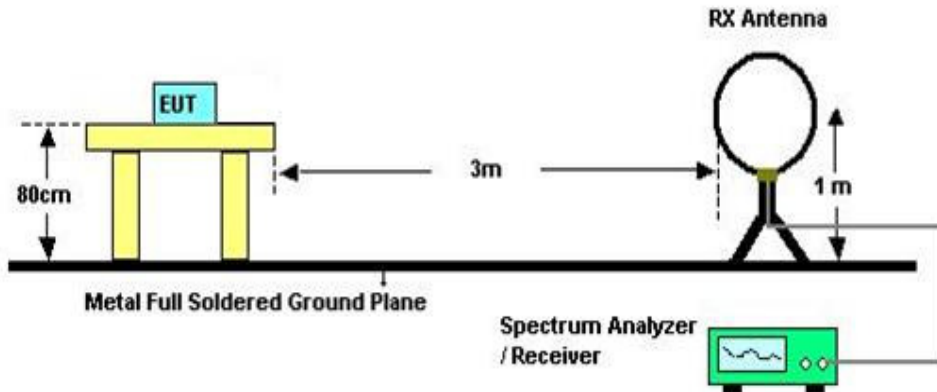 RX Antenna
EUT
3m
80cm
1 m
Metal Full Soldered Ground Plane
Spectrum Analyzer
/ Receiver